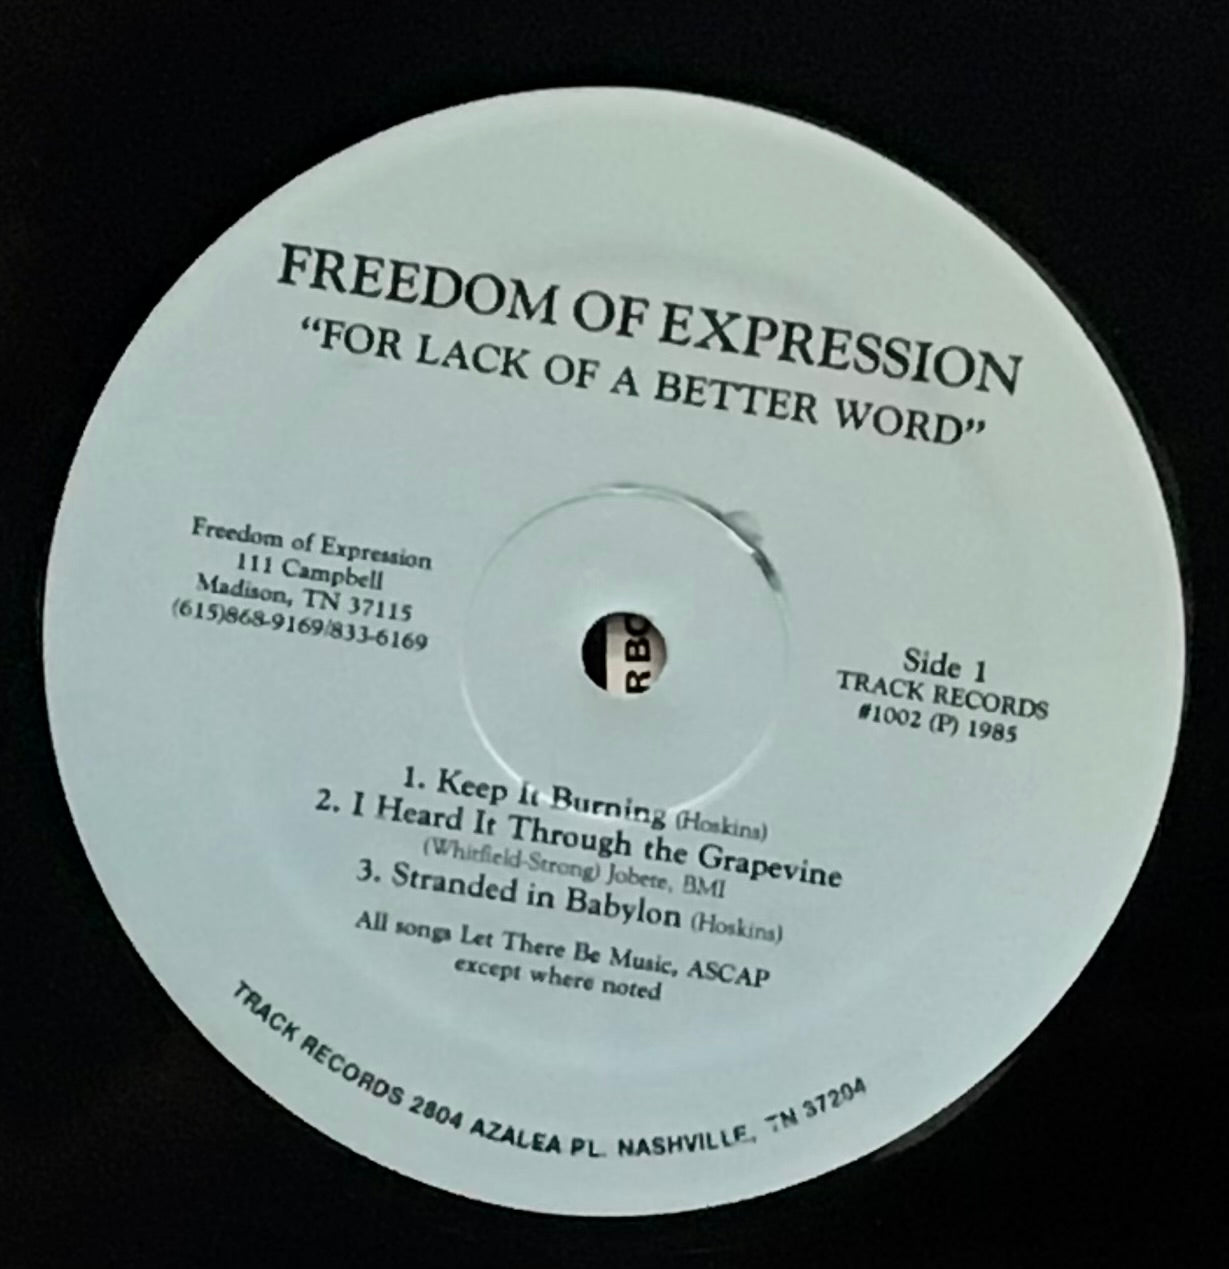 FREEDOM OF EXPRESSION
“FOR LACK OF A BETTER WORD”
Freedom of Expression
111 Campbell
Madison, TN 37115
(615)868-9169/833-6169
Side 1
TRACK RECORDS
#1002 (P) 1985
R BO
1. Keep It Burning (Hoskins)
2. I Heard It Through the Grapevine
(Whitfield-Strong) Jobete, BMI
3. Stranded in Babylon (Hoskins)
All songs Let There Be Music, ASCAP
except where noted
TRACK RECORDS 2804 AZALEA PL. NASHVILLE, TN 37204